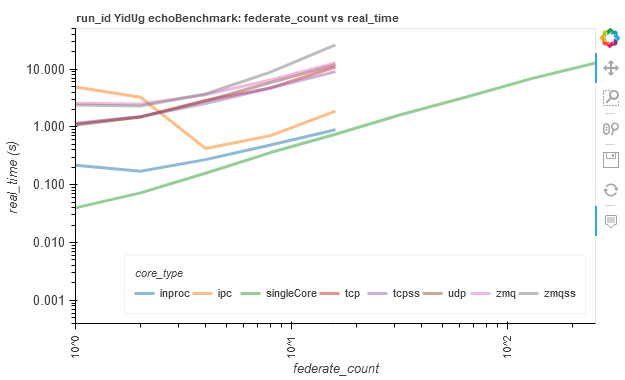 run_id YidUg echoBenchmark: federate_count vs real_time
real_time (s)
10.000
1.000
0.100
0.010
0.001
core_type
inproc ipc singleCore tcp tcpss udp zmq zmqss
10^0 10^1 10^2
federate_count